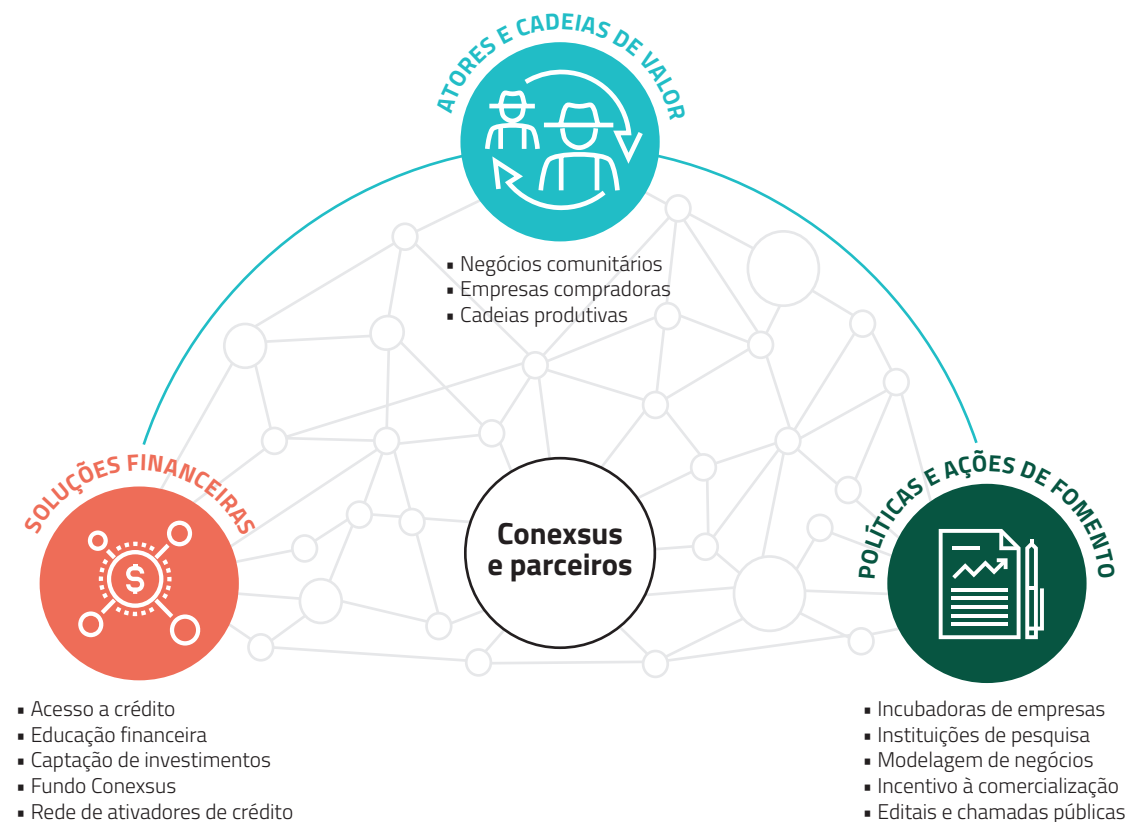 ATORES E CADEIAS DE VALOR
▪ Negócios comunitários
▪ Empresas compradoras
▪ Cadeias produtivas
SOLUÇÕES FINANCEIRAS
$
▪ Acesso a crédito
▪ Educação financeira
▪ Captação de investimentos
▪ Fundo Conexsus
▪ Rede de ativadores de crédito
Conexsus
e parceiros
POLÍTICAS E AÇÕES DE FOMENTO
▪ Incubadoras de empresas
▪ Instituições de pesquisa
▪ Modelagem de negócios
▪ Incentivo à comercialização
▪ Editais e chamadas públicas